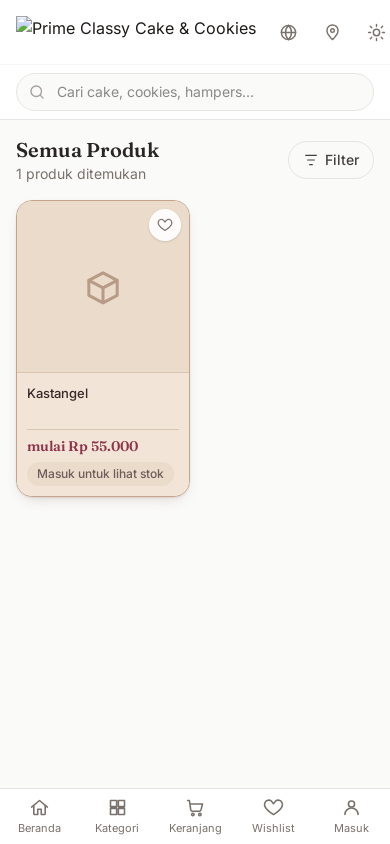 Prime Classy Cake & Cookies
Cari cake, cookies, hampers...
Semua Produk
1 produk ditemukan
Filter
Kastangel
mulai Rp 55.000
Masuk untuk lihat stok
Beranda
Kategori
Keranjang
Wishlist
Masuk